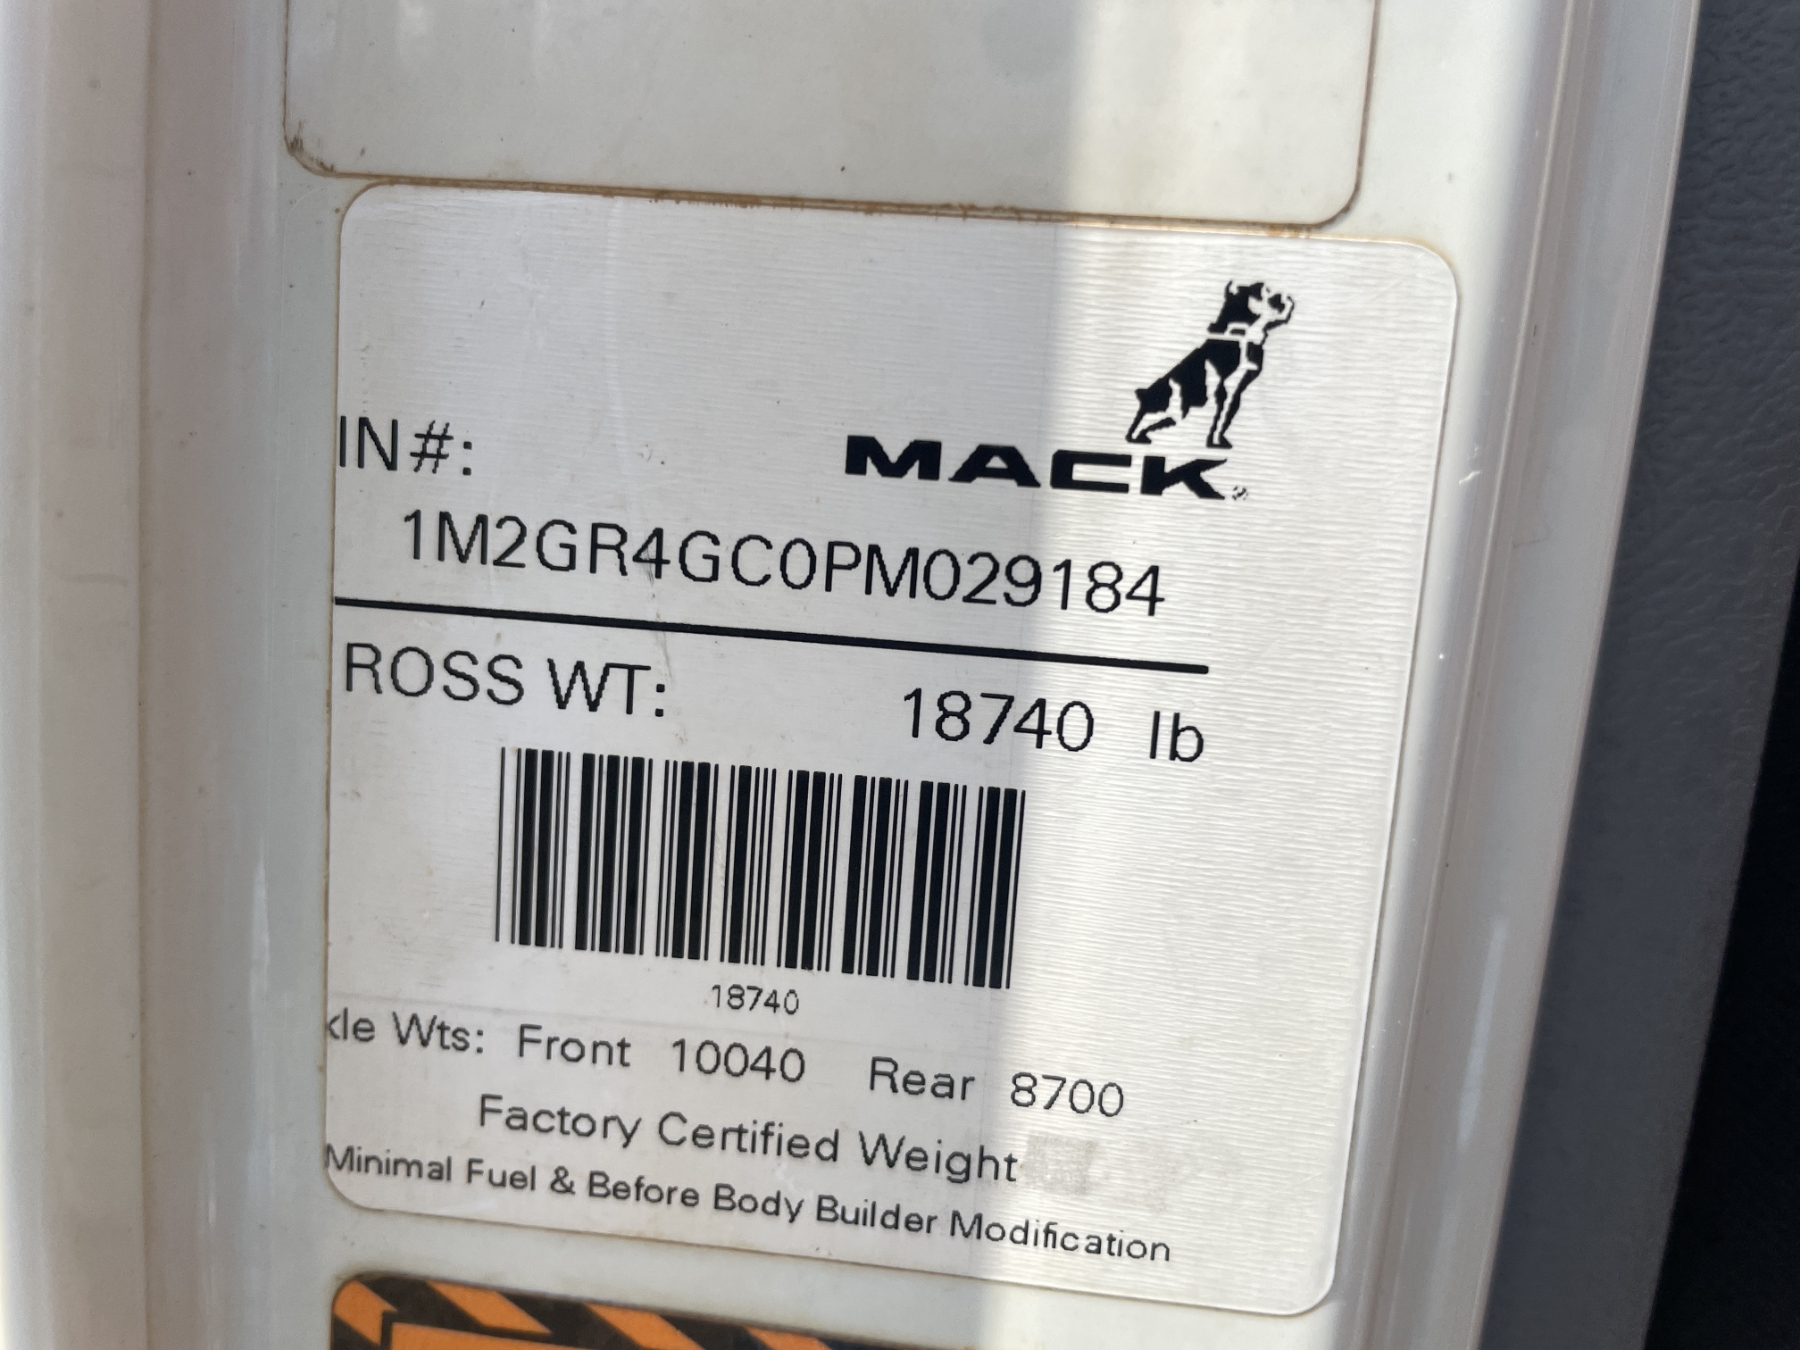 MACK
IN#:
1M2GR4GC0PM029184
ROSS WT: 18740 lb
18740
kle Wts: Front 10040 Rear 8700
Factory Certified Weight
Minimal Fuel & Before Body Builder Modification